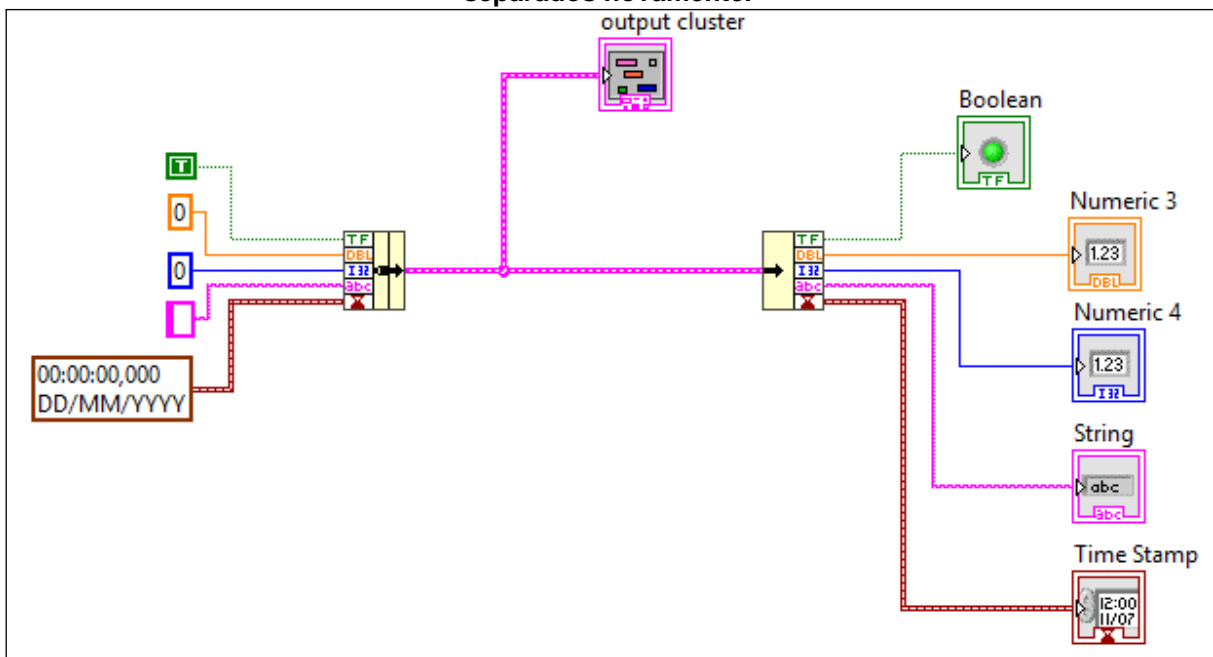 separados novamente.
output cluster
Boolean
T
TF
0
Numeric 3
TF
DBL
I32
abc
TF
DBL
I32
abc
1.23
DBL
0
Numeric 4
1.23
I32
00:00:00,000
DD/MM/YYYY
String
abc
abc
Time Stamp
12:00
11/07